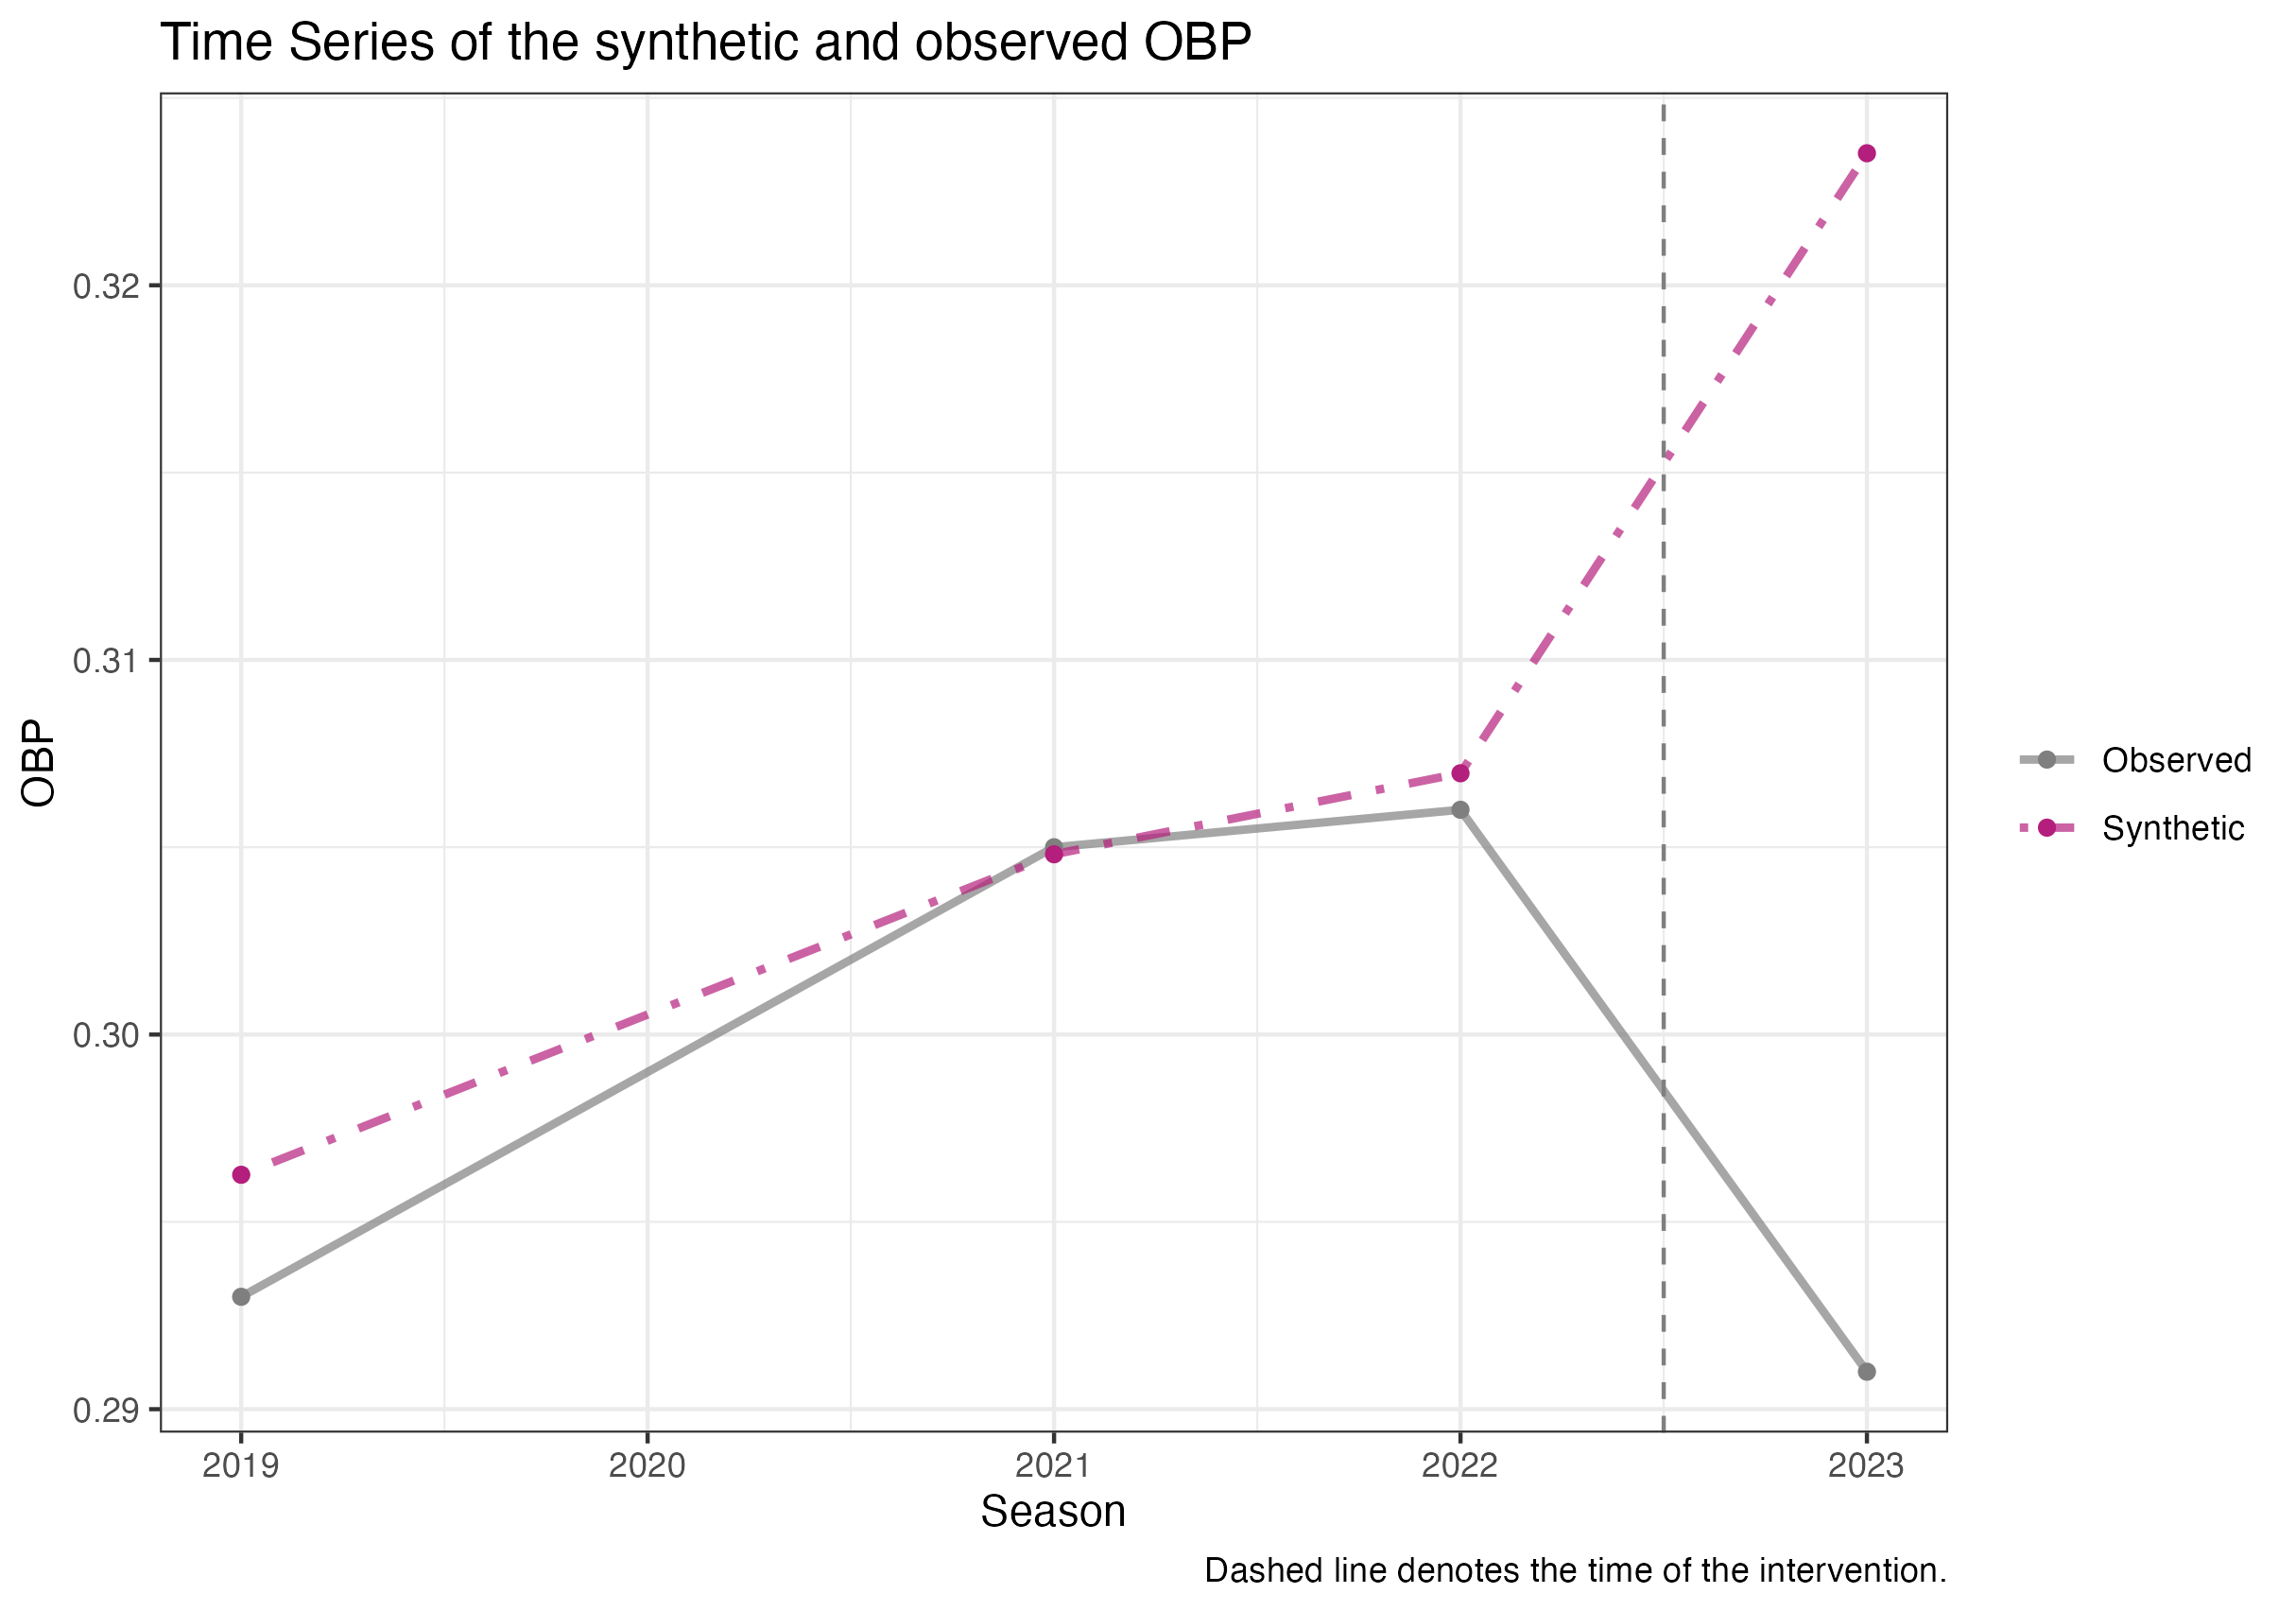 Time Series of the synthetic and observed OBP
0.32
0.31
0.30
0.29
OBP
2019 2020 2021 2022 2023
Season
Observed
Synthetic
Dashed line denotes the time of the intervention.